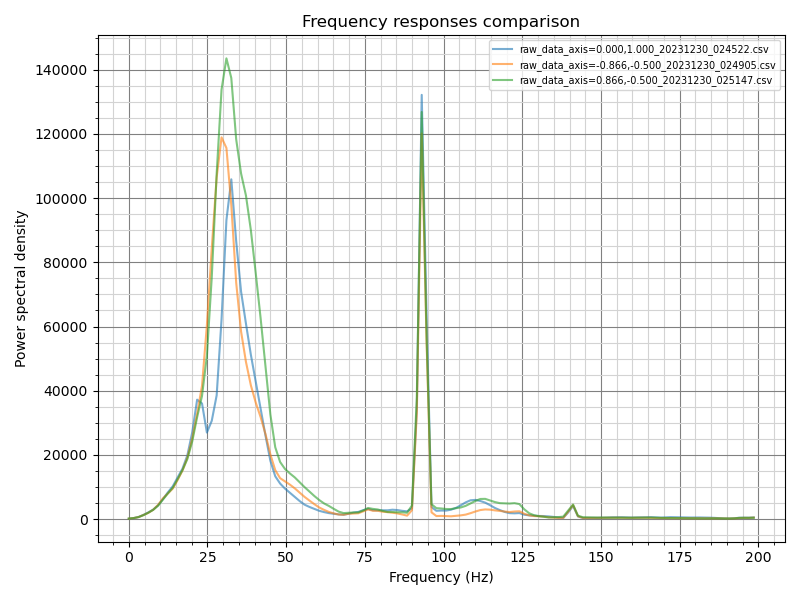 Frequency responses comparison
raw_data_axis=0.000,1.000_20231230_024522.csv
raw_data_axis=-0.866,-0.500_20231230_024905.csv
raw_data_axis=0.866,-0.500_20231230_025147.csv
Power spectral density
140000
120000
100000
80000
60000
40000
20000
0
0 25 50 75 100 125 150 175 200
Frequency (Hz)